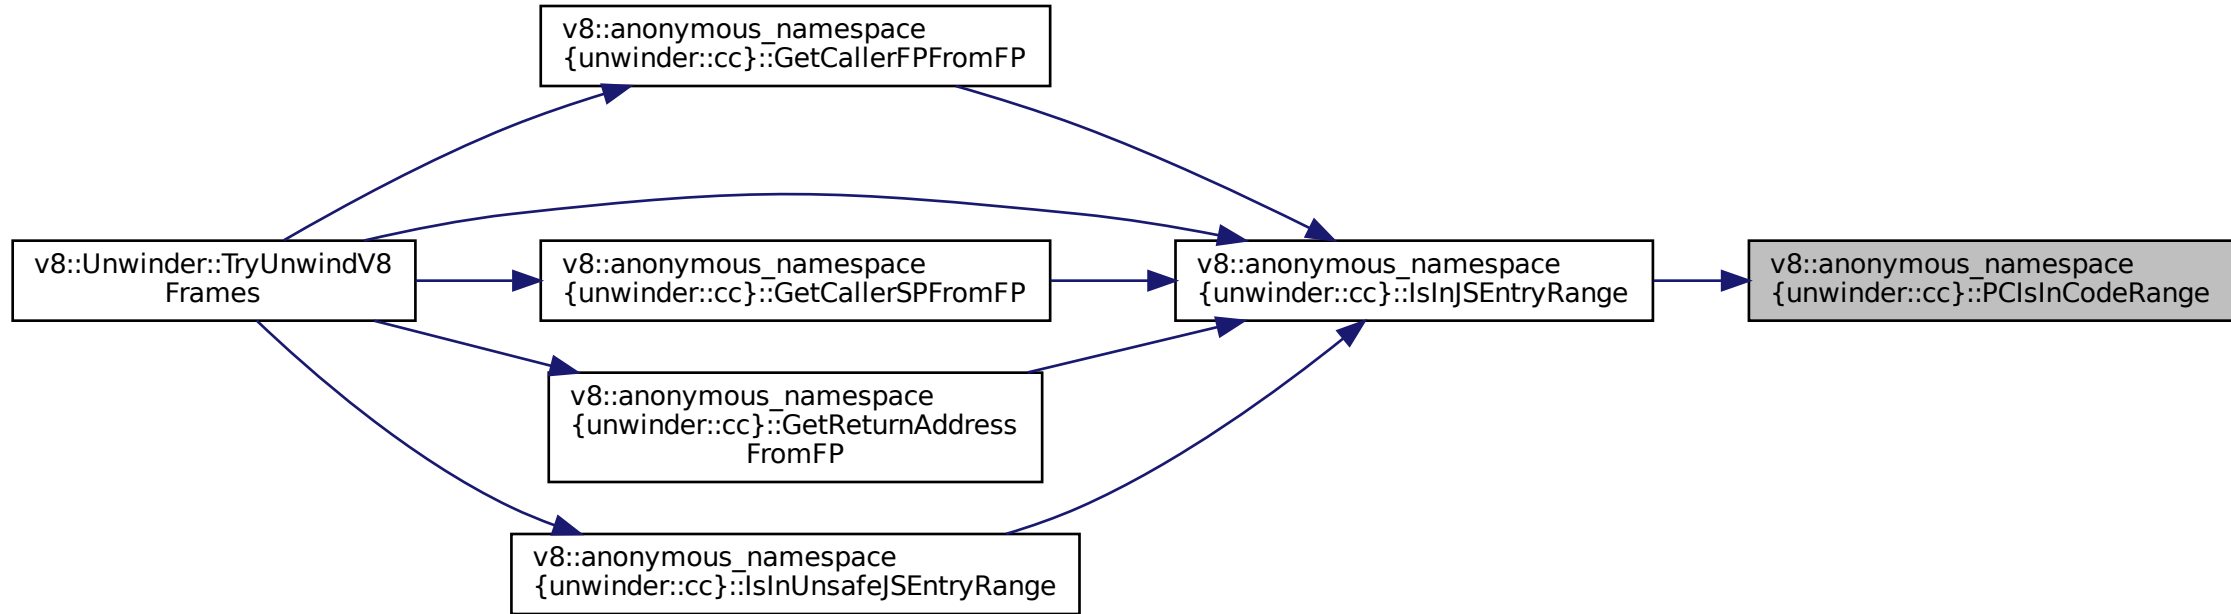 v8::anonymous_namespace
{unwinder::cc}::GetCallerFPFromFP
v8::Unwinder::TryUnwindV8
Frames
v8::anonymous_namespace
{unwinder::cc}::GetCallerSPFromFP
v8::anonymous_namespace
{unwinder::cc}::IsInJSEntryRange
v8::anonymous_namespace
{unwinder::cc}::PCIsInCodeRange
v8::anonymous_namespace
{unwinder::cc}::GetReturnAddress
FromFP
v8::anonymous_namespace
{unwinder::cc}::IsInUnsafeJSEntryRange